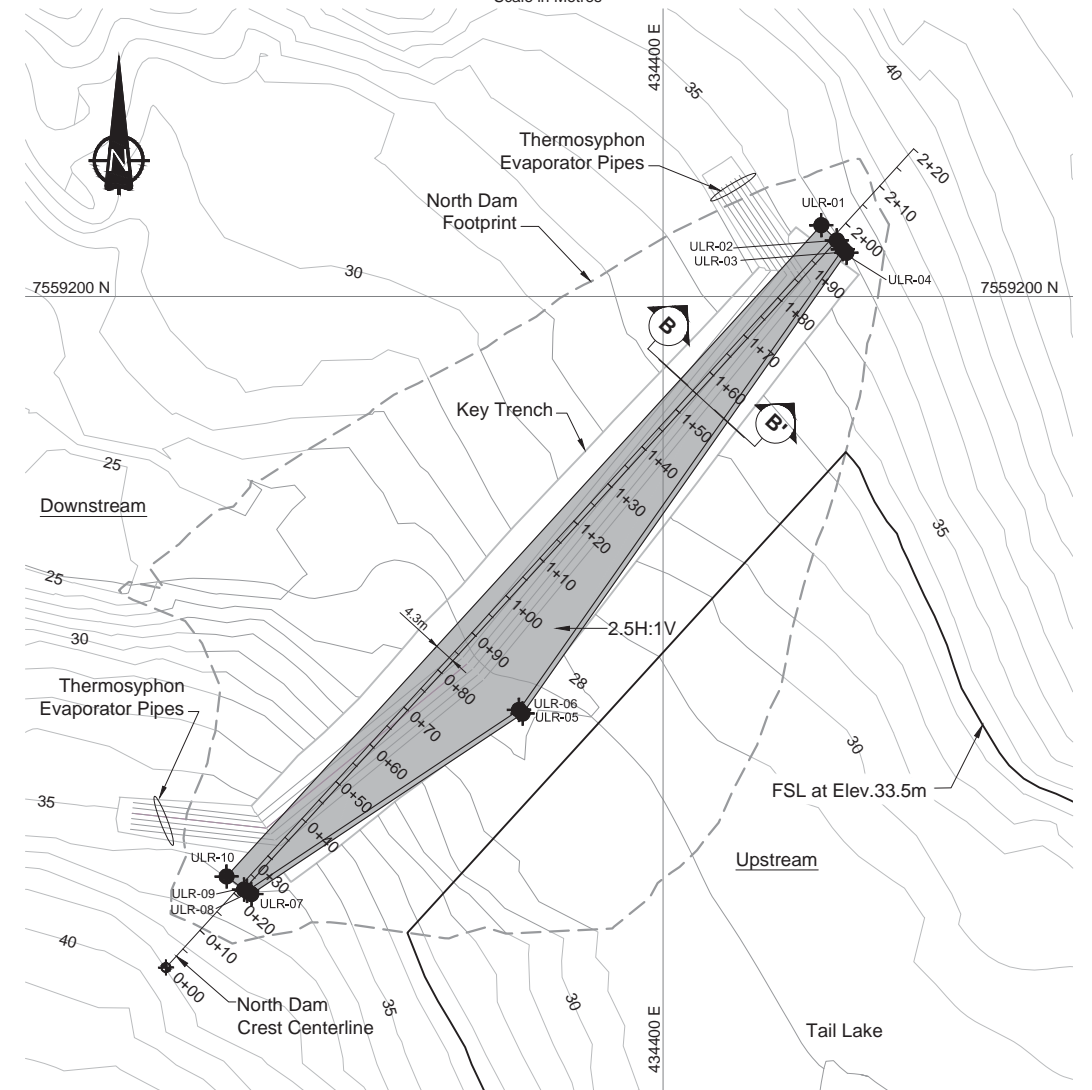 Scale in Metres
434400 E
40
35
Thermosyphon
Evaporator Pipes
N
2+20
2+10
North Dam
Footprint
ULR-01
2+00
ULR-02
ULR-03
ULR-04
30
1+90
7559200 N
7559200 N
B
1+80
1+70
1+60
Key Trench
B'
1+50
25
1+40
Downstream
1+30
35
1+20
25
1+10
1+00
4.3m
2.5H:1V
30
0+90
28
Thermosyphon
Evaporator Pipes
0+80
ULR-06
ULR-05
0+70
30
0+60
35
0+50
FSL at Elev.33.5m
0+40
ULR-10
Upstream
0+30
ULR-09
ULR-08
ULR-07
0+20
40
0+10
0+00
North Dam
Crest Centerline
35
30
434400 E
Tail Lake